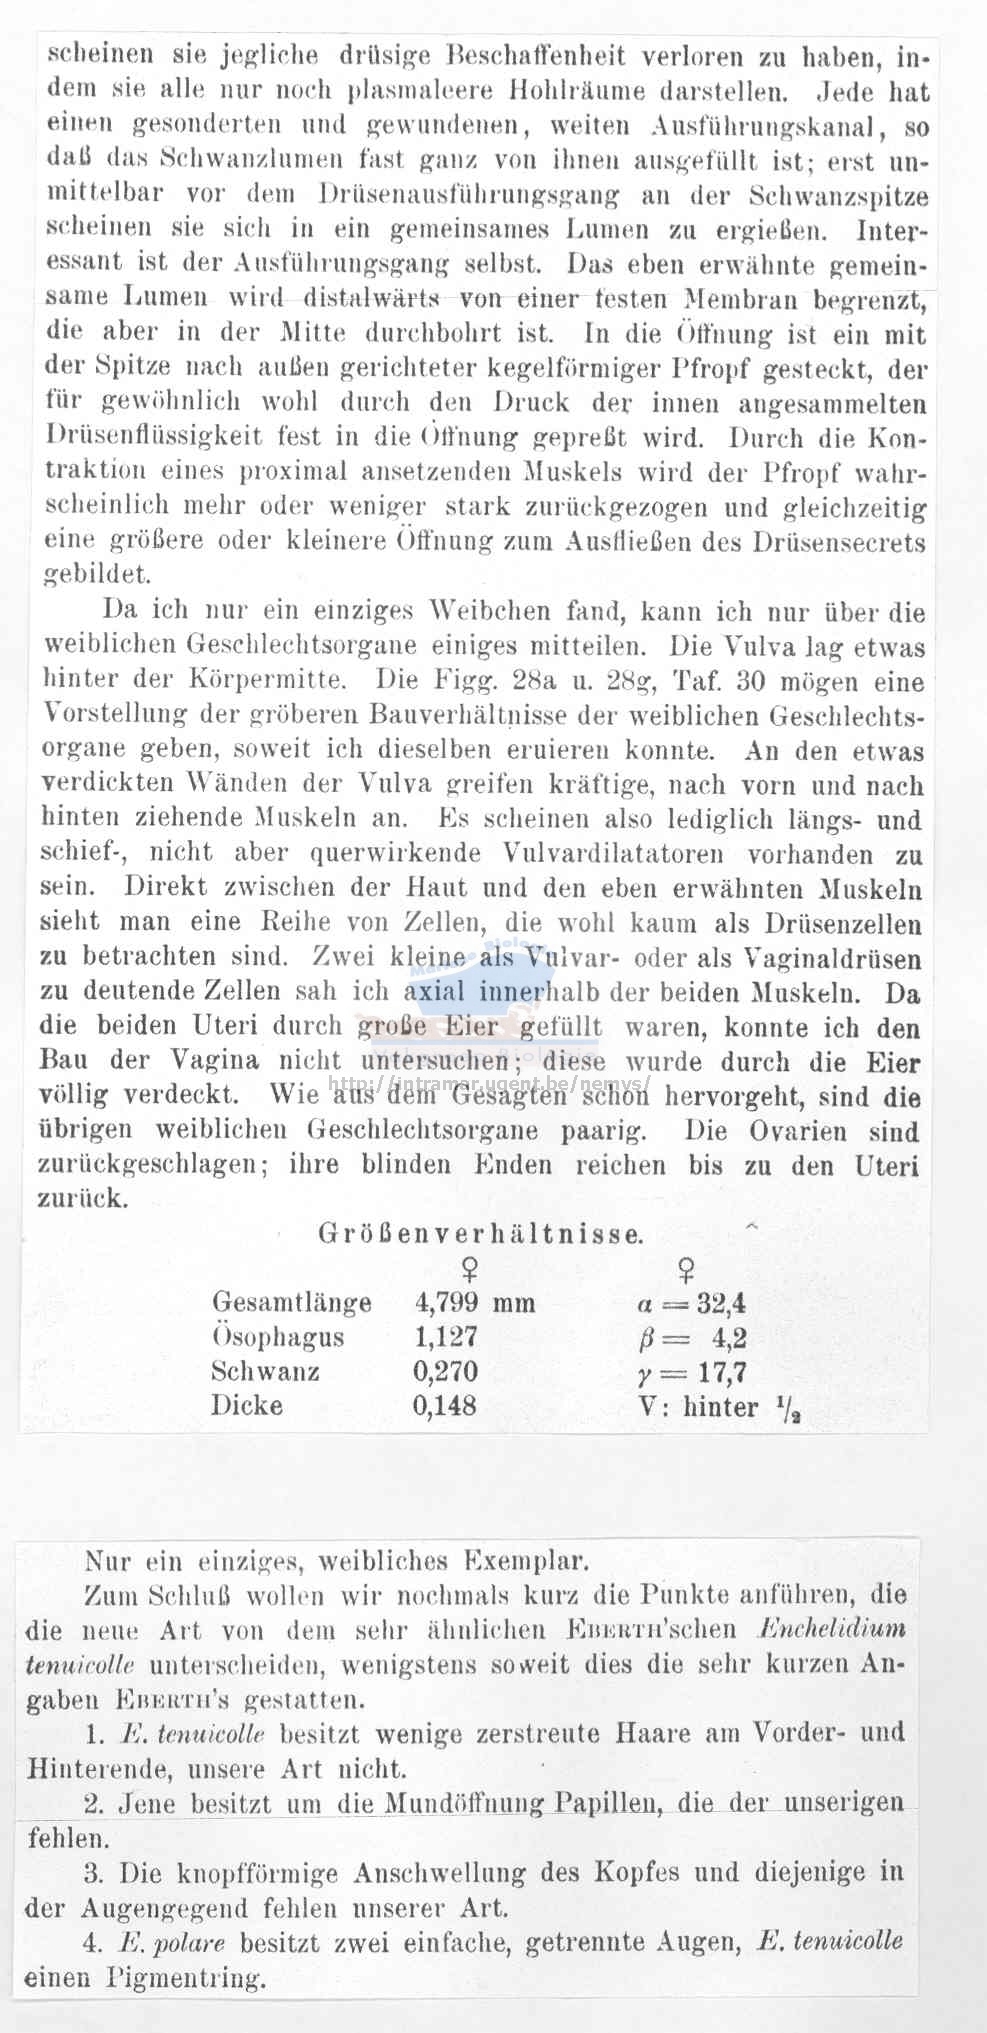 scheinen sie jegliche drüsige Beschaffenheit verloren zu haben, in-
dem sie alle nur noch plasmaleere Hohlräume darstellen. Jede hat
einen gesonderten und gewundenen, weiten Ausführungskanal, so
daß das Schwanzlumen fast ganz von ihnen ausgefüllt ist; erst un-
mittelbar vor dem Drüsenausführungsgang an der Schwanzspitze
scheinen sie sich in ein gemeinsames Lumen zu ergießen. Inter-
essant ist der Ausführungsgang selbst. Das eben erwähnte gemein-
same Lumen wird distalwärts von einer festen Membran begrenzt,
die aber in der Mitte durchbohrt ist. In die Öffnung ist ein mit
der Spitze nach außen gerichteter kegelförmiger Pfropf gesteckt, der
für gewöhnlich wohl durch den Druck der innen angesammelten
Drüsenflüssigkeit fest in die Öffnung gepreßt wird. Durch die Kon-
traktion eines proximal ansetzenden Muskels wird der Pfropf wahr-
scheinlich mehr oder weniger stark zurückgezogen und gleichzeitig
eine größere oder kleinere Öffnung zum Ausfließen des Drüsensecrets
gebildet.
Da ich nur ein einziges Weibchen fand, kann ich nur über die
weiblichen Geschlechtsorgane einiges mitteilen. Die Vulva lag etwas
hinter der Körpermitte. Die Figg. 28a u. 28g, Taf. 30 mögen eine
Vorstellung der gröberen Bauverhältnisse der weiblichen Geschlechts-
organe geben, soweit ich dieselben eruieren konnte. An den etwas
verdickten Wänden der Vulva greifen kräftige, nach vorn und nach
hinten ziehende Muskeln an. Es scheinen also lediglich längs- und
schief-, nicht aber querwirkende Vulvardilatatoren vorhanden zu
sein. Direkt zwischen der Haut und den eben erwähnten Muskeln
sieht man eine Reihe von Zellen, die wohl kaum als Drüsenzellen
zu betrachten sind. Zwei kleine als Vulvar- oder als Vaginaldrüsen
zu deutende Zellen sah ich axial innerhalb der beiden Muskeln. Da
die beiden Uteri durch große Eier gefüllt waren, konnte ich den
Bau der Vagina nicht untersuchen; diese wurde durch die Eier
http://intramar.ugent.be/nemys/
völlig verdeckt. Wie aus dem Gesagten schon hervorgeht, sind die
übrigen weiblichen Geschlechtsorgane paarig. Die Ovarien sind
zurückgeschlagen; ihre blinden Enden reichen bis zu den Uteri
zurück.
Größenverhältnisse.
♀ ♀
Gesamtlänge 4,799 mm α = 32,4
Ösophagus 1,127 β = 4,2
Schwanz 0,270 γ = 17,7
Dicke 0,148 V: hinter ½
Nur ein einziges, weibliches Exemplar.
Zum Schluß wollen wir nochmals kurz die Punkte anführen, die
die neue Art von dem sehr ähnlichen EBERTH'schen Enchelidium
tenuicolle unterscheiden, wenigstens soweit dies die sehr kurzen An-
gaben EBERTH's gestatten.
1. E. tenuicolle besitzt wenige zerstreute Haare am Vorder- und
Hinterende, unsere Art nicht.
2. Jene besitzt um die Mundöffnung Papillen, die der unserigen
fehlen.
3. Die knopfförmige Anschwellung des Kopfes und diejenige in
der Augengegend fehlen unserer Art.
4. E. polare besitzt zwei einfache, getrennte Augen, E. tenuicolle
einen Pigmentring.